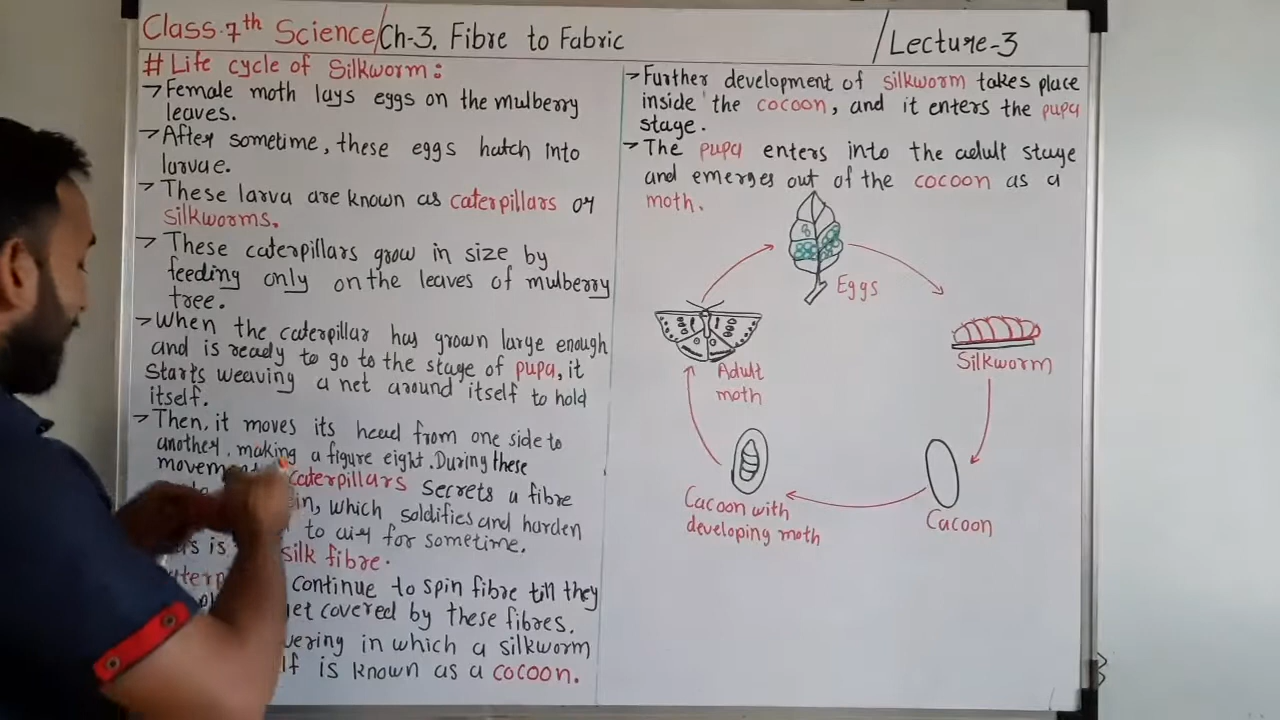 Class.7th Science/Ch-3. Fibre to Fabric /Lecture-3
# Life cycle of Silkworm:
→ Female moth lays eggs on the mulberry
leaves.
→ After sometime, these eggs hatch into
larvae.
→ These larva are known as caterpillars or
silkworms.
→ These caterpillars grow in size by
feeding only on the leaves of mulberry
tree.
→ When the caterpillar has grown large enough
and is ready to go to the stage of pupa, it
starts weaving a net around itself to hold
itself.
→ Then, it moves its head from one side to
another, making a figure eight. During these
movem caterpillars secrets a fibre
in, which soldifies and harden
to air for sometime.
is silk fibre.
continue to spin fibre till they
get covered by these fibres.
in which a silkworm
is known as a cocoon.
→ Further development of silkworm takes place
inside the cocoon, and it enters the pupa
stage.
→ The pupa enters into the adult stage
and emerges out of the cocoon as a
moth.
Eggs
Silkworm
Adult
moth
Cacoon with
developing moth
Cacoon